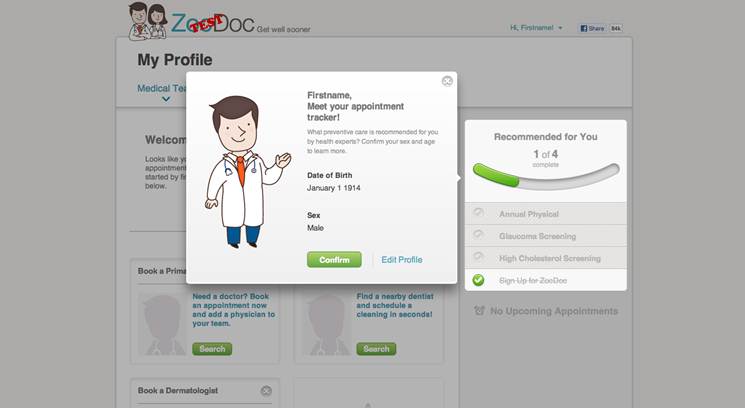 ZocDoc
TEST
Get well sooner
Hi, Firstname!
Share
84k
My Profile
Medical Tea
Firstname,
Meet your appointment
tracker!
What preventive care is recommended for you
by health experts? Confirm your sex and age
to learn more.
Date of Birth
January 1 1914
Sex
Male
Confirm
Edit Profile
Welcom
Looks like yo
appointment
started by fi
below.
Recommended for You
1 of 4
complete
Annual Physical
Glaucoma Screening
High Cholesterol Screening
Sign Up for ZocDoc
No Upcoming Appointments
Book a Prima
Need a doctor? Book
an appointment now
and add a physician to
your team.
Search
Find a nearby dentist
and schedule a
cleaning in seconds!
Search
Book a Dermatologist